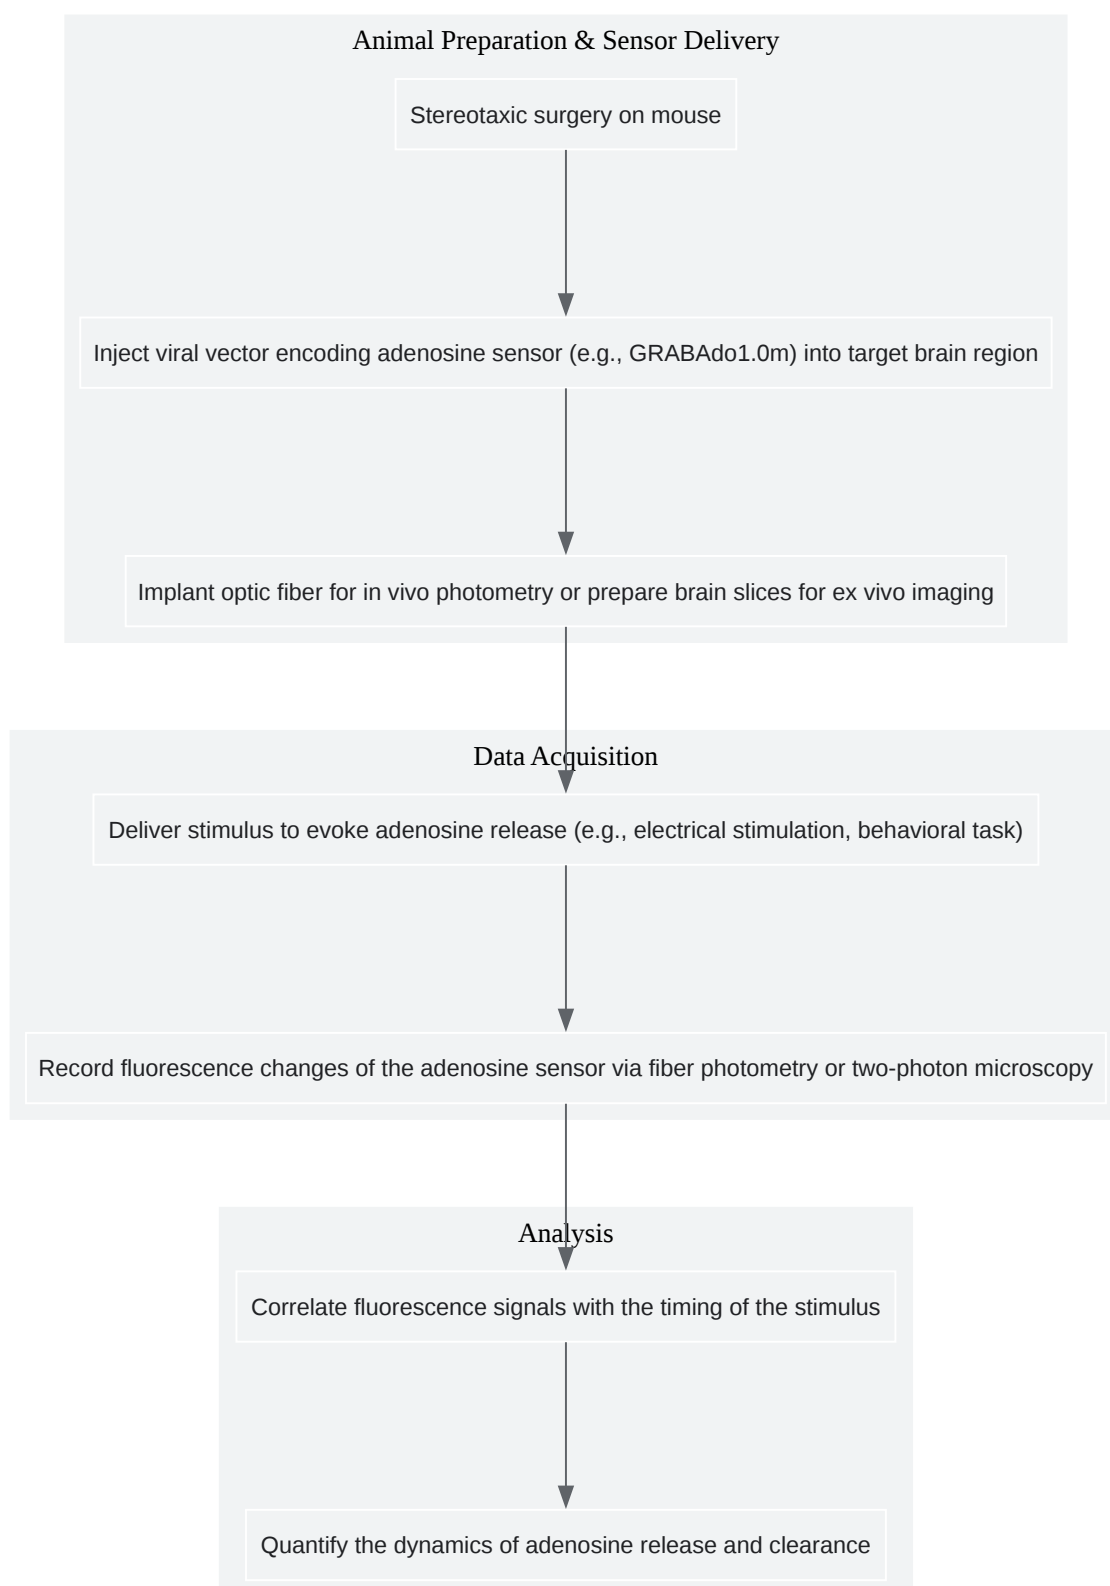 Animal Preparation & Sensor Delivery
Stereotaxic surgery on mouse
Inject viral vector encoding adenosine sensor (e.g., GRABAdo1.0m) into target brain region
Implant optic fiber for in vivo photometry or prepare brain slices for ex vivo imaging
Data Acquisition
Deliver stimulus to evoke adenosine release (e.g., electrical stimulation, behavioral task)
Record fluorescence changes of the adenosine sensor via fiber photometry or two-photon microscopy
Analysis
Correlate fluorescence signals with the timing of the stimulus
Quantify the dynamics of adenosine release and clearance